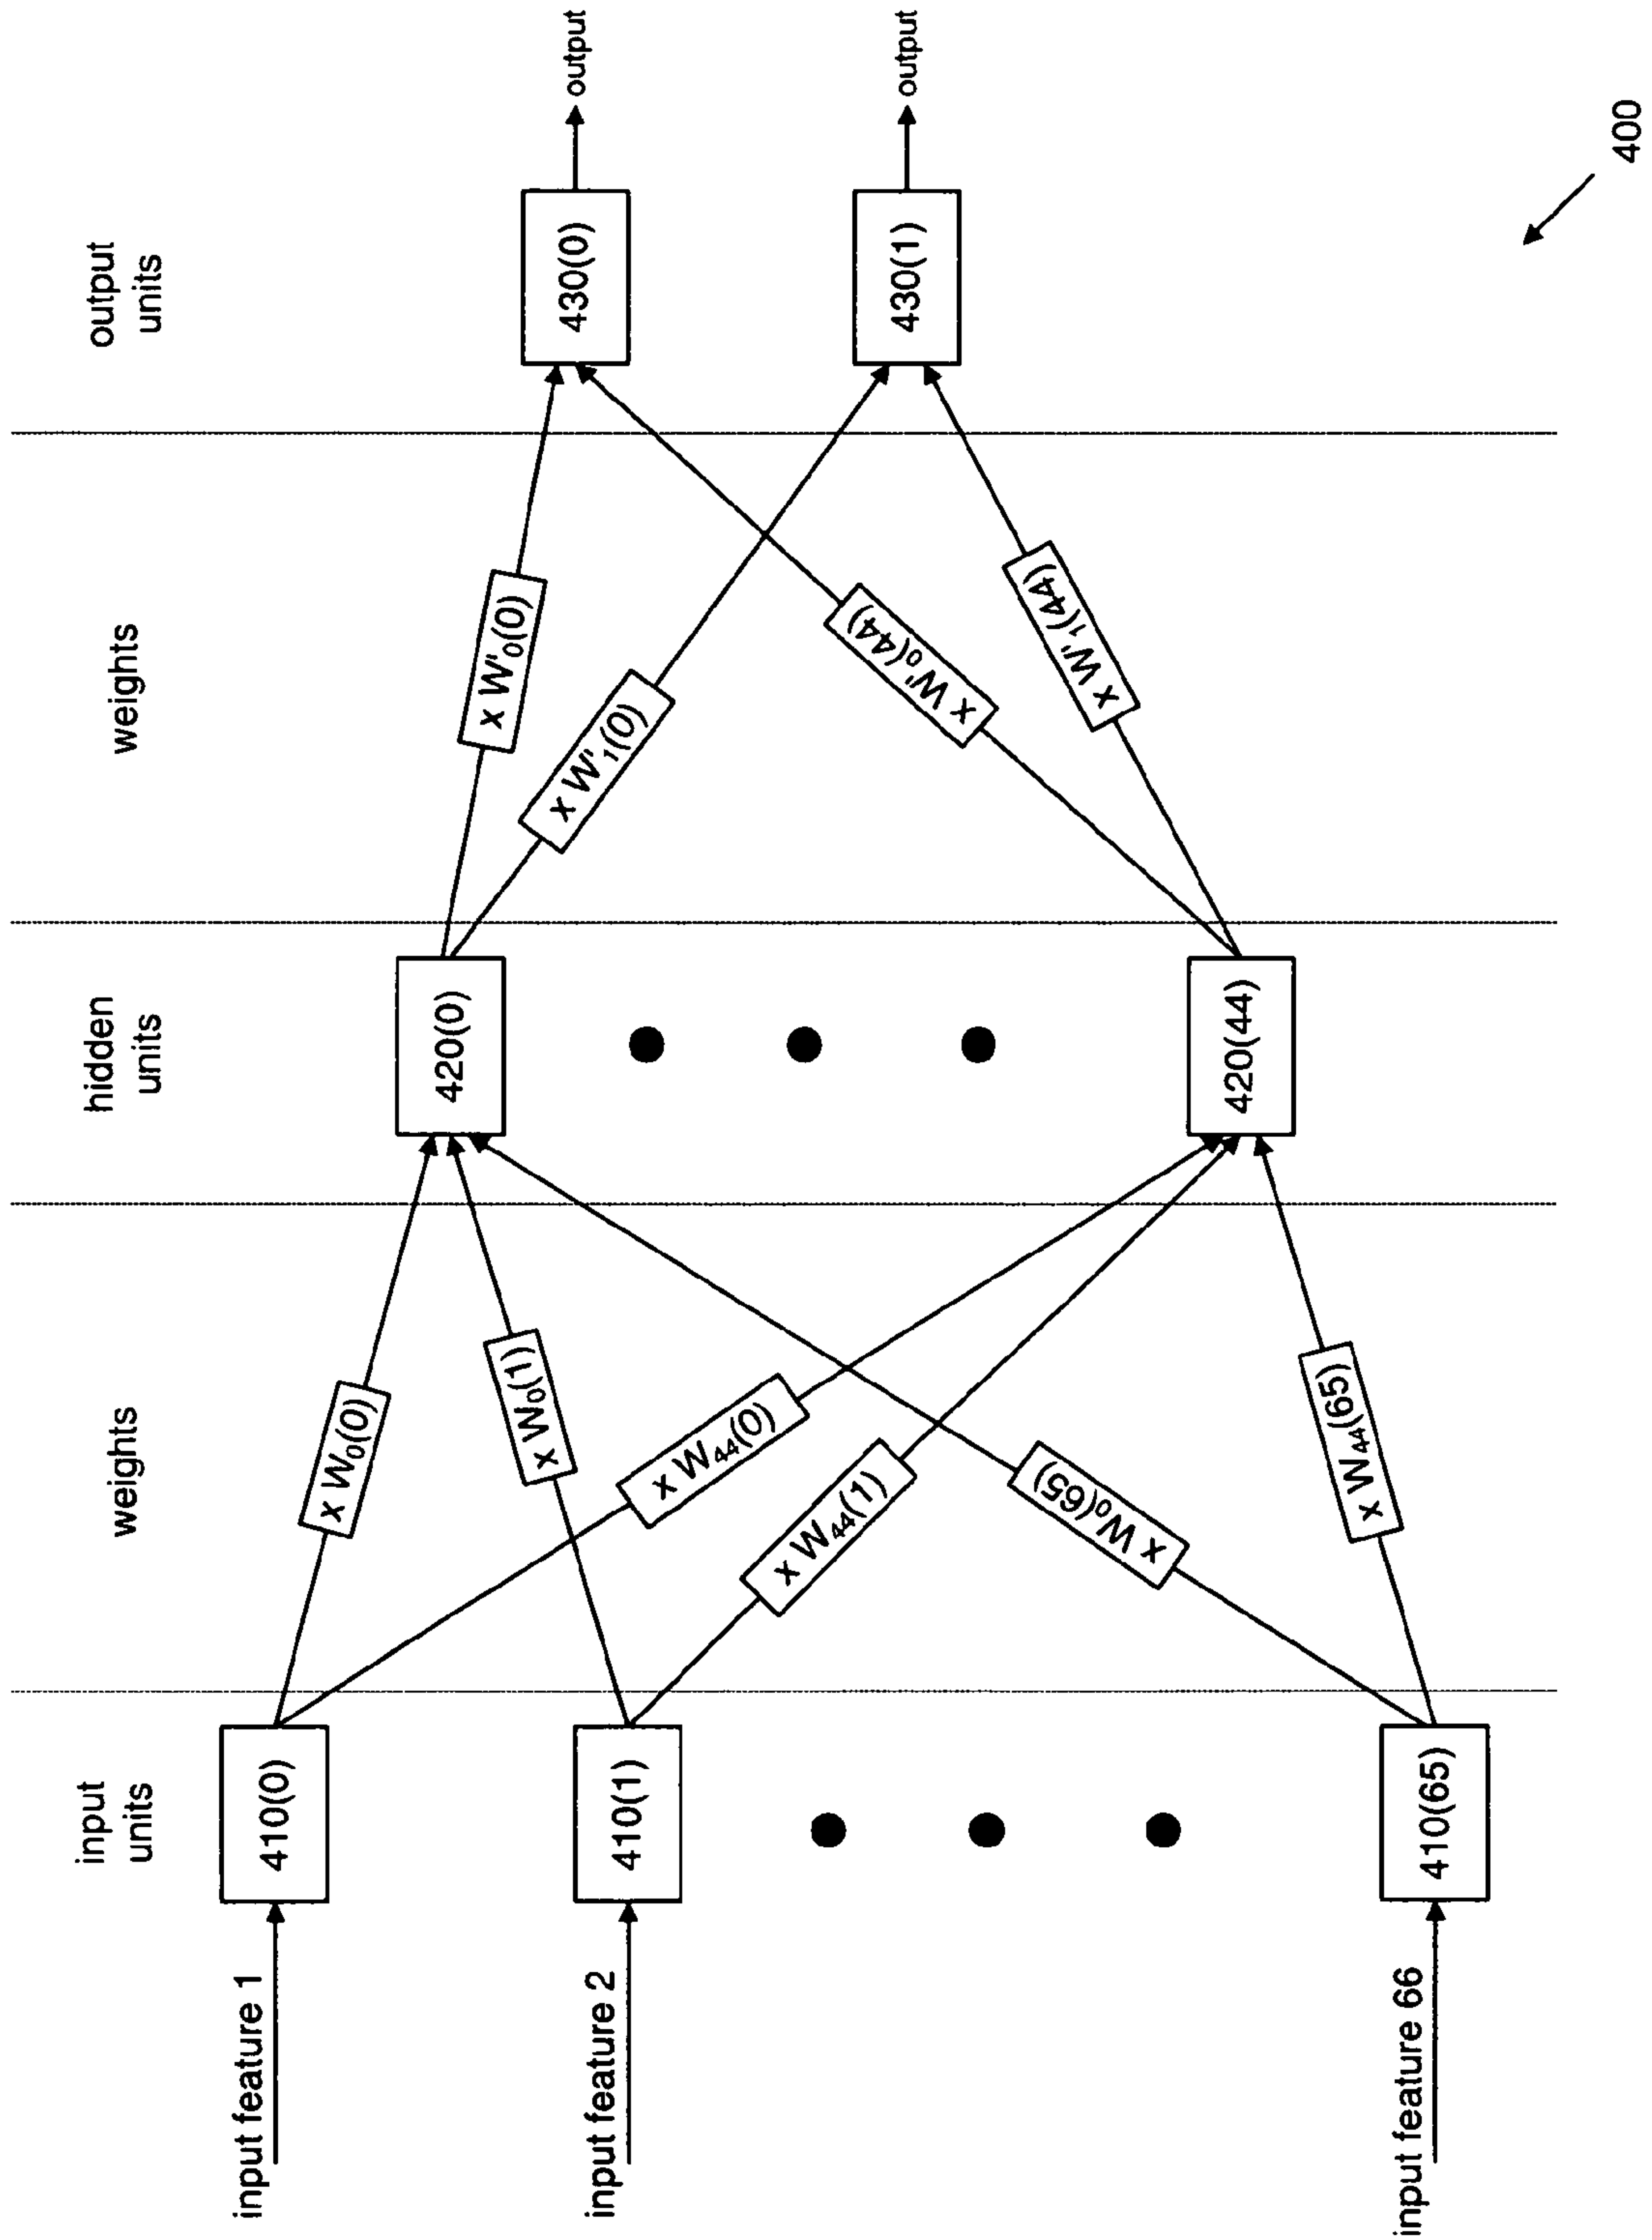 input
units
weights
hidden
units
weights
output
units
input feature 1
410(0)
x W0(0)
x W44(0)
input feature 2
410(1)
x W0(1)
x W44(1)
input feature 66
410(65)
x W0(65)
x W44(65)
420(0)
x W'0(0)
x W'1(0)
420(44)
x W'0(44)
x W'1(44)
430(0)
output
430(1)
output
400